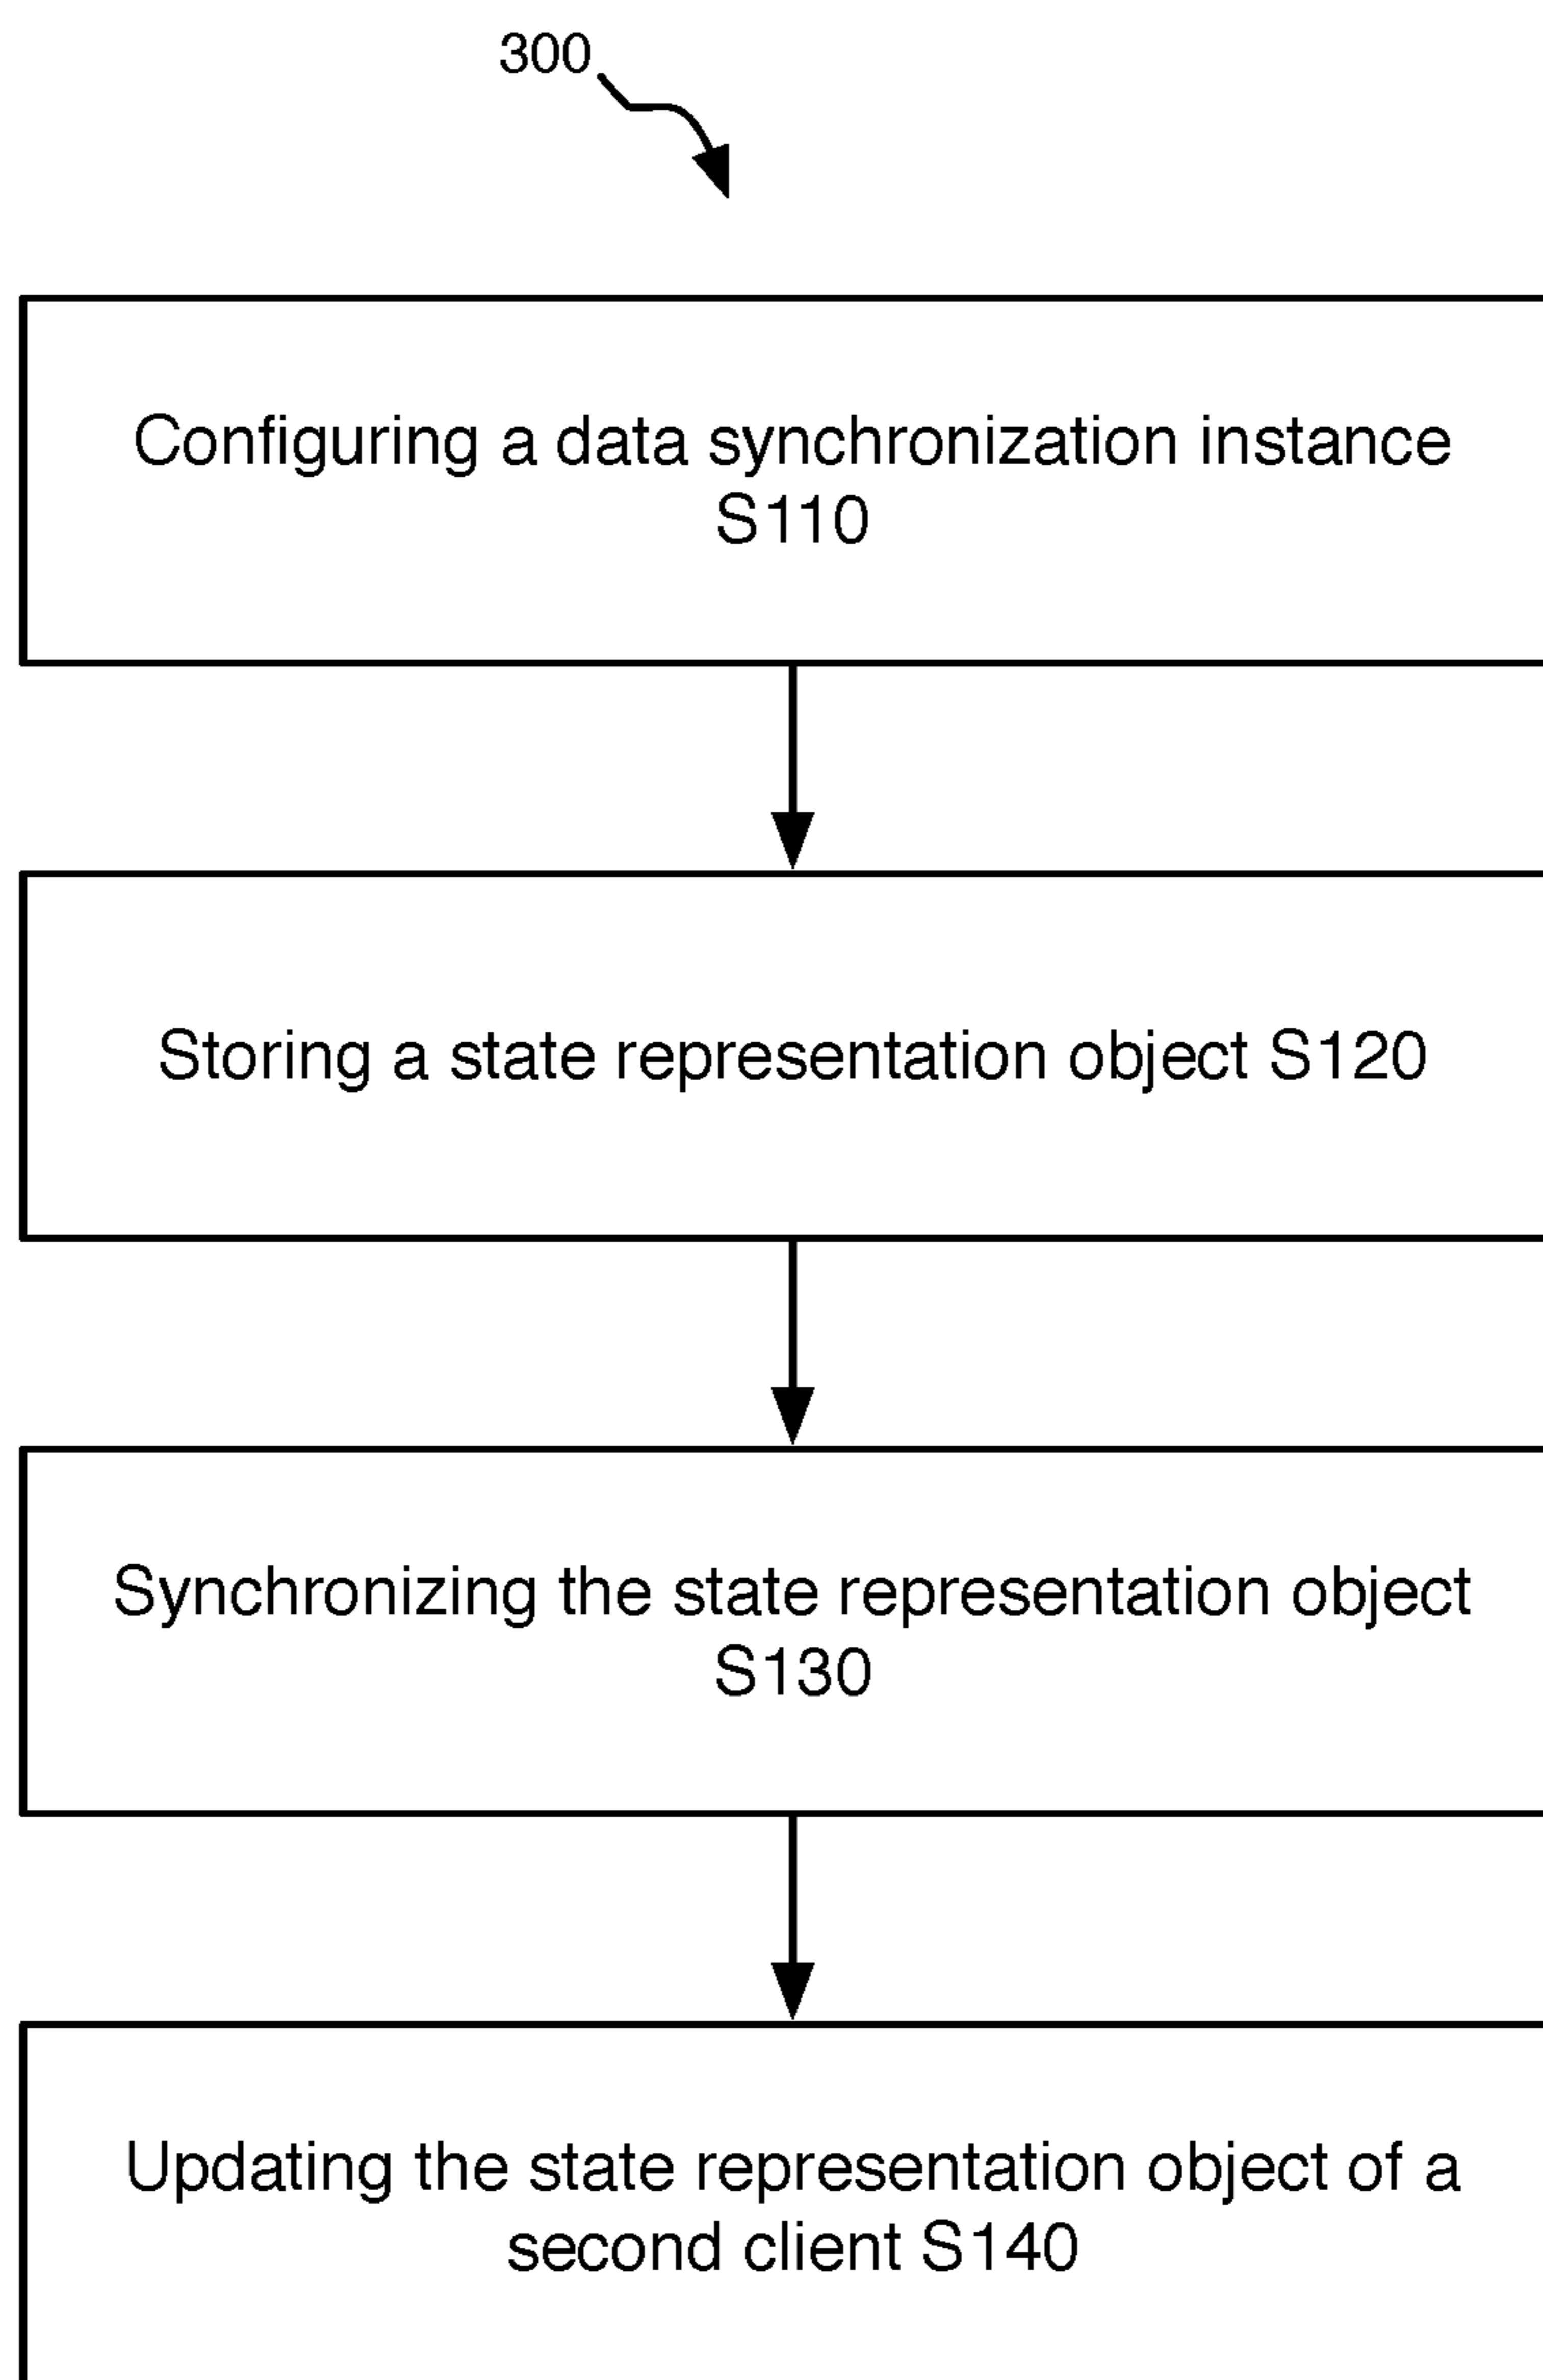 300
Configuring a data synchronization instance
S110
Storing a state representation object S120
Synchronizing the state representation object
S130
Updating the state representation object of a
second client S140